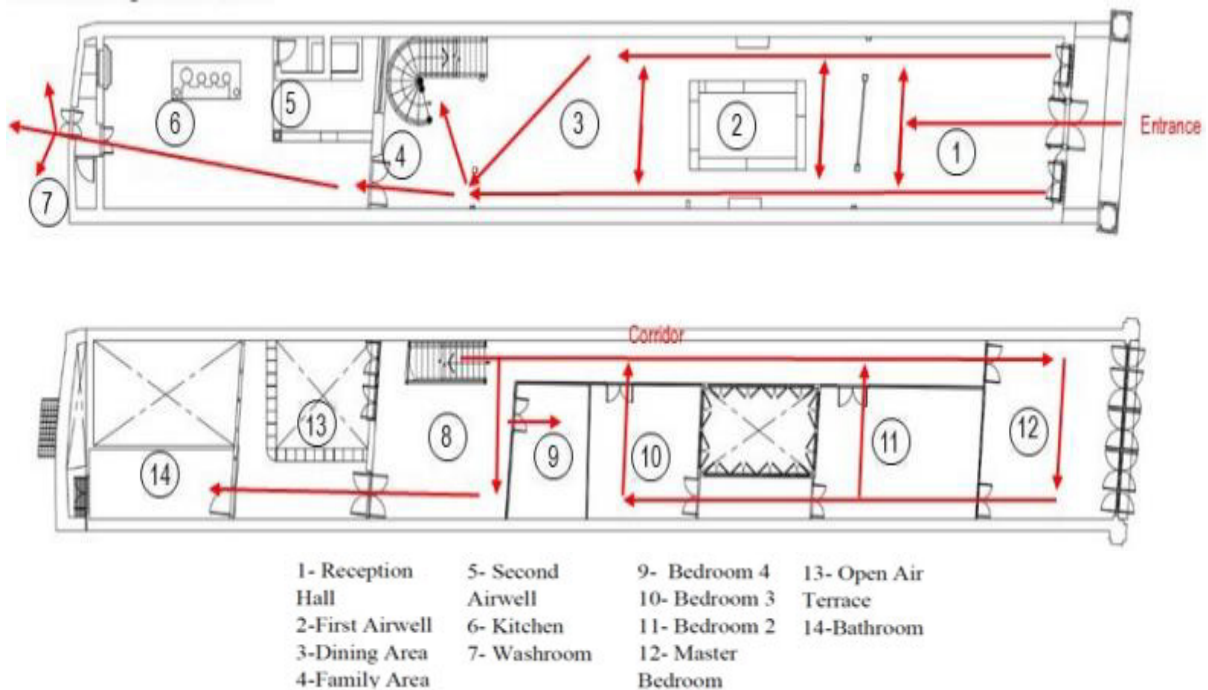 6
5
4
3
2
1
Entrance
7
Corridor
14
13
8
9
10
11
12
1- Reception
Hall
2-First Airwell
3-Dining Area
4-Family Area
5- Second
Airwell
6- Kitchen
7- Washroom
9- Bedroom 4
10- Bedroom 3
11- Bedroom 2
12- Master
Bedroom
13- Open Air
Terrace
14-Bathroom